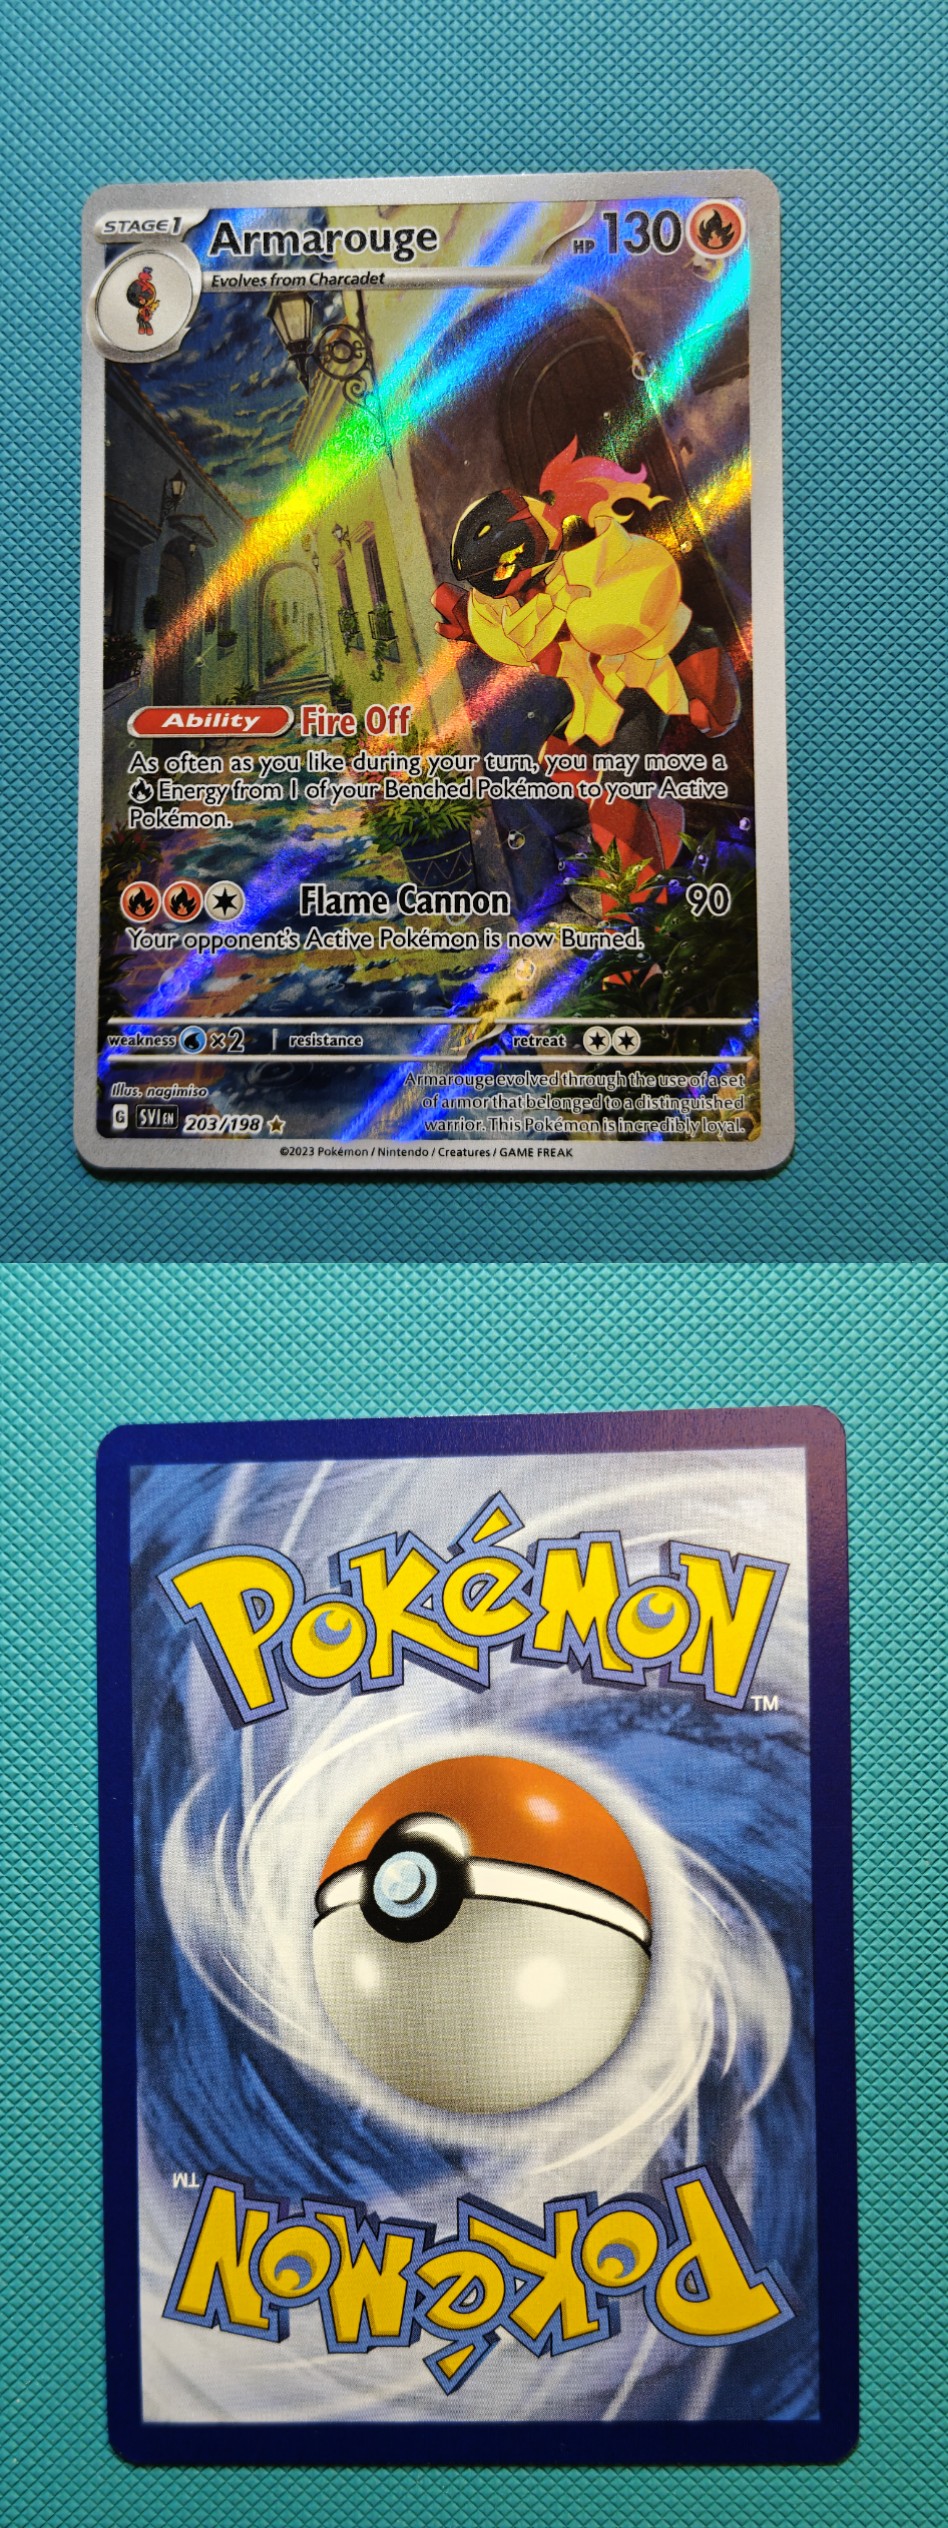 STAGE 1
Armarouge
HP 130
Evolves from Charcadet
Ability Fire Off
As often as you like during your turn, you may move a
Energy from 1 of your Benched Pokémon to your Active
Pokémon.
Flame Cannon 90
Your opponent's Active Pokémon is now Burned.
weakness ×2 resistance retreat
Illus. nagimiso
Armarouge evolved through the use of a set
of armor that belonged to a distinguished
warrior. This Pokémon is incredibly loyal.
G SVI EN 203/198
©2023 Pokémon / Nintendo / Creatures / GAME FREAK
POKéMON
TM
TM
POKéMON